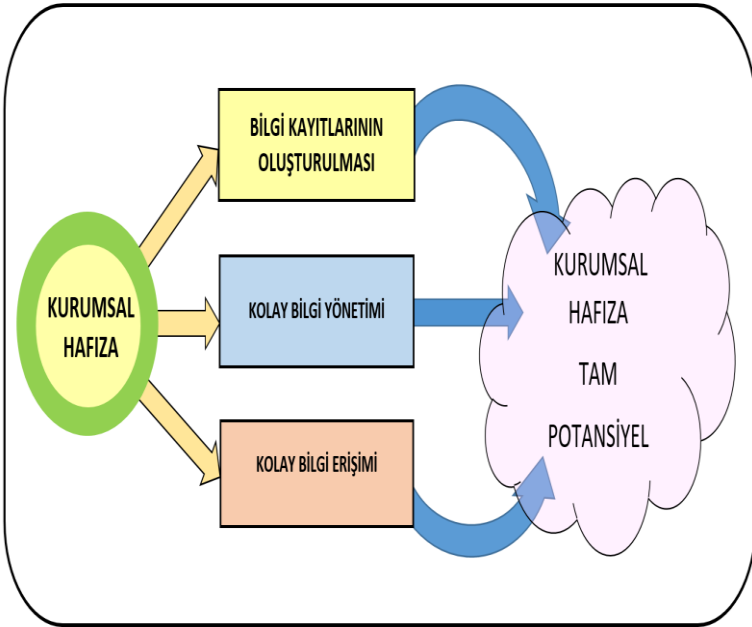 KURUMSAL
HAFIZA
BİLGİ KAYITLARININ
OLUŞTURULMASI
KOLAY BİLGİ YÖNETİMİ
KOLAY BİLGİ ERİŞİMİ
KURUMSAL
HAFIZA
TAM
POTANSİYEL